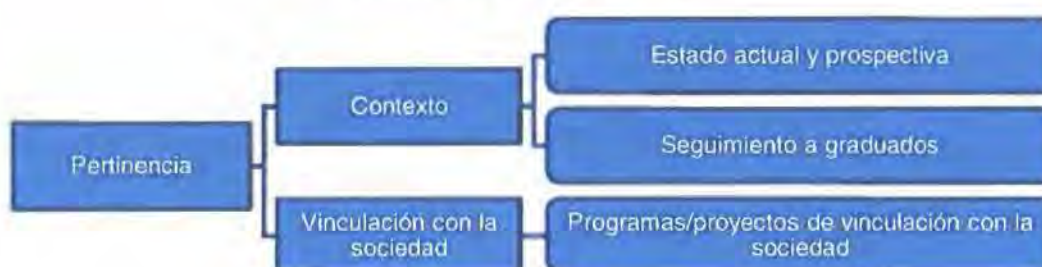 Pertinencia
Contexto
Estado actual y prospectiva
Seguimiento a graduados
Vinculación con la
sociedad
Programas/proyectos de vinculación con la
sociedad